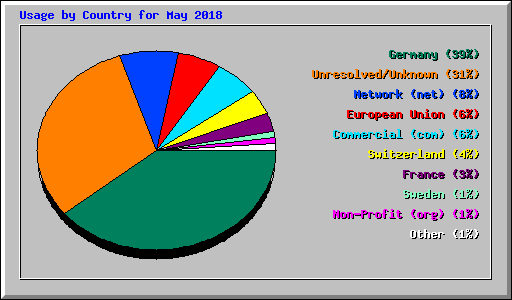 Usage by Country for May 2018
Germany (39%)
Unresolved/Unknown (31%)
Network (net) (8%)
European Union (6%)
Commercial (com) (6%)
Switzerland (4%)
France (3%)
Sweden (1%)
Non-Profit (org) (1%)
Other (1%)